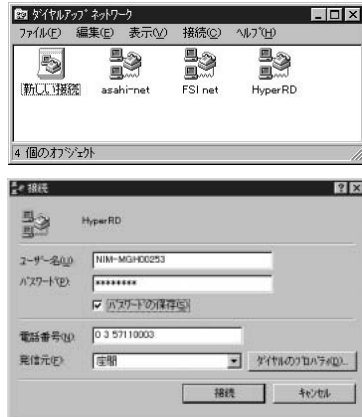 ダイヤルアップ ネットワーク
ファイル(F) 編集(E) 表示(V) 接続(C) ヘルプ(H)
新しい接続 asahi-net FSI net HyperRD
4 個のオブジェクト
接続
HyperRD
ユーザー名(U): NIM-MGH00253
パスワード(P): ********
パスワードの保存(S)
電話番号(N): 0 3 57110003
発信元(F): 座間 ダイヤルのプロパティ(D)...
接続 キャンセル